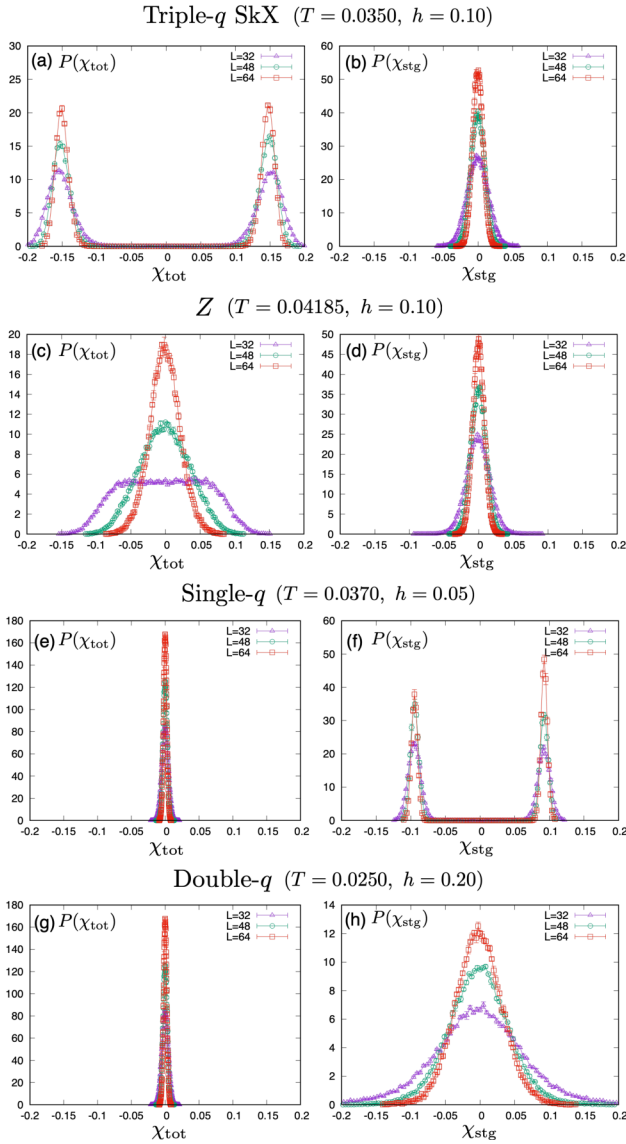 Triple-q SkX (T = 0.0350, h = 0.10)
(a) P(χtot)
L=32
L=48
L=64
30
25
20
15
10
5
0
-0.2 -0.15 -0.1 -0.05 0 0.05 0.1 0.15 0.2
χtot
(b) P(χstg)
L=32
L=48
L=64
60
50
40
30
20
10
0
-0.2 -0.15 -0.1 -0.05 0 0.05 0.1 0.15 0.2
χstg
Z (T = 0.04185, h = 0.10)
(c) P(χtot)
L=32
L=48
L=64
20
18
16
14
12
10
8
6
4
2
0
-0.2 -0.15 -0.1 -0.05 0 0.05 0.1 0.15 0.2
χtot
(d) P(χstg)
L=32
L=48
L=64
50
45
40
35
30
25
20
15
10
5
0
-0.2 -0.15 -0.1 -0.05 0 0.05 0.1 0.15 0.2
χstg
Single-q (T = 0.0370, h = 0.05)
(e) P(χtot)
L=32
L=48
L=64
180
160
140
120
100
80
60
40
20
0
-0.2 -0.15 -0.1 -0.05 0 0.05 0.1 0.15 0.2
χtot
(f) P(χstg)
L=32
L=48
L=64
60
50
40
30
20
10
0
-0.2 -0.15 -0.1 -0.05 0 0.05 0.1 0.15 0.2
χstg
Double-q (T = 0.0250, h = 0.20)
(g) P(χtot)
L=32
L=48
L=64
180
160
140
120
100
80
60
40
20
0
-0.2 -0.15 -0.1 -0.05 0 0.05 0.1 0.15 0.2
χtot
(h) P(χstg)
L=32
L=48
L=64
14
12
10
8
6
4
2
0
-0.2 -0.15 -0.1 -0.05 0 0.05 0.1 0.15 0.2
χstg